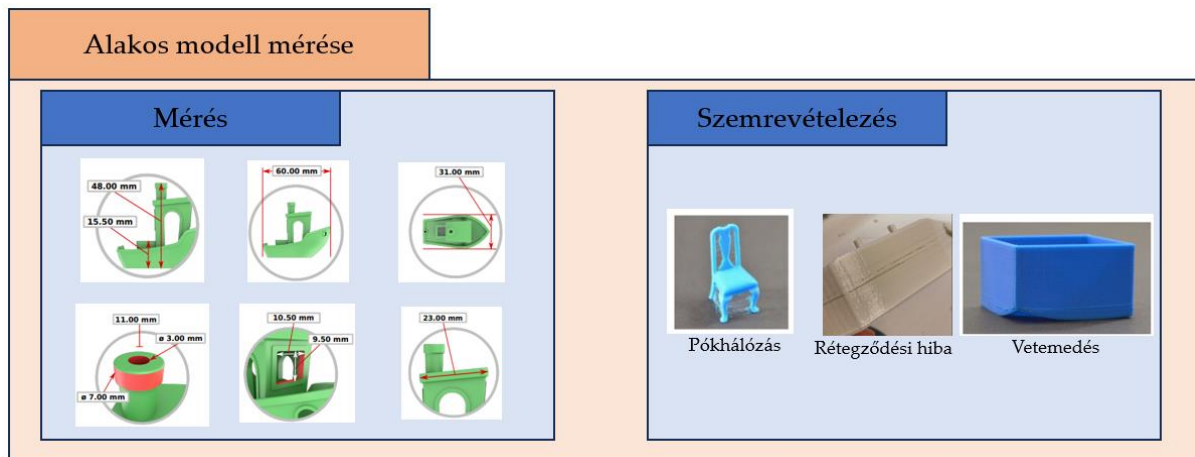 Alakos modell mérése
Mérés
48.00 mm
15.50 mm
60.00 mm
31.00 mm
11.00 mm
ø 3.00 mm
ø 7.00 mm
10.50 mm
9.50 mm
23.00 mm
Szemrevételezés
Pókhálózás
Rétegződési hiba
Vetemedés